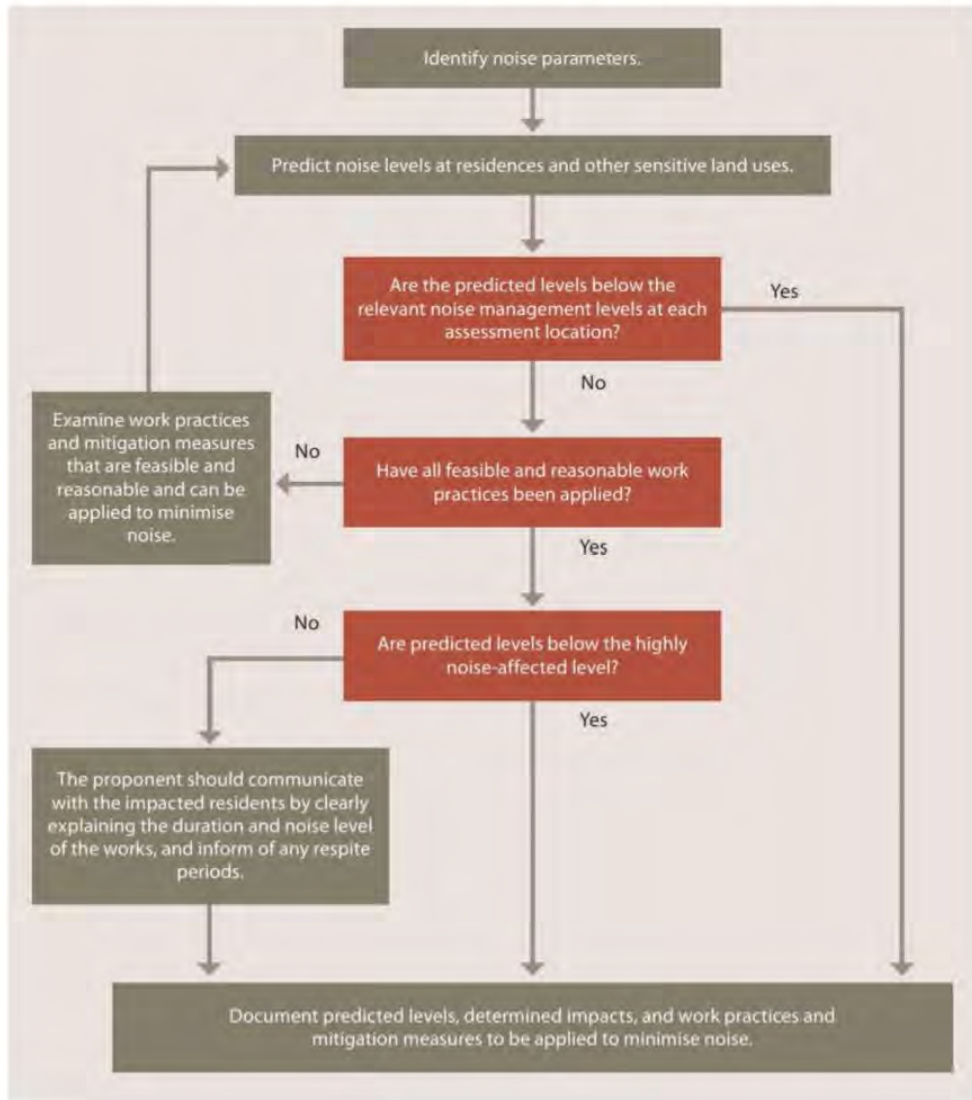 Identify noise parameters.
Predict noise levels at residences and other sensitive land uses.
Are the predicted levels below the
relevant noise management levels at each
assessment location?
Yes
No
Examine work practices
and mitigation measures
that are feasible and
reasonable and can be
applied to minimise
noise.
No
Have all feasible and reasonable work
practices been applied?
Yes
No
Are predicted levels below the highly
noise-affected level?
Yes
The proponent should communicate
with the impacted residents by clearly
explaining the duration and noise level
of the works, and inform of any respite
periods.
Document predicted levels, determined impacts, and work practices and
mitigation measures to be applied to minimise noise.